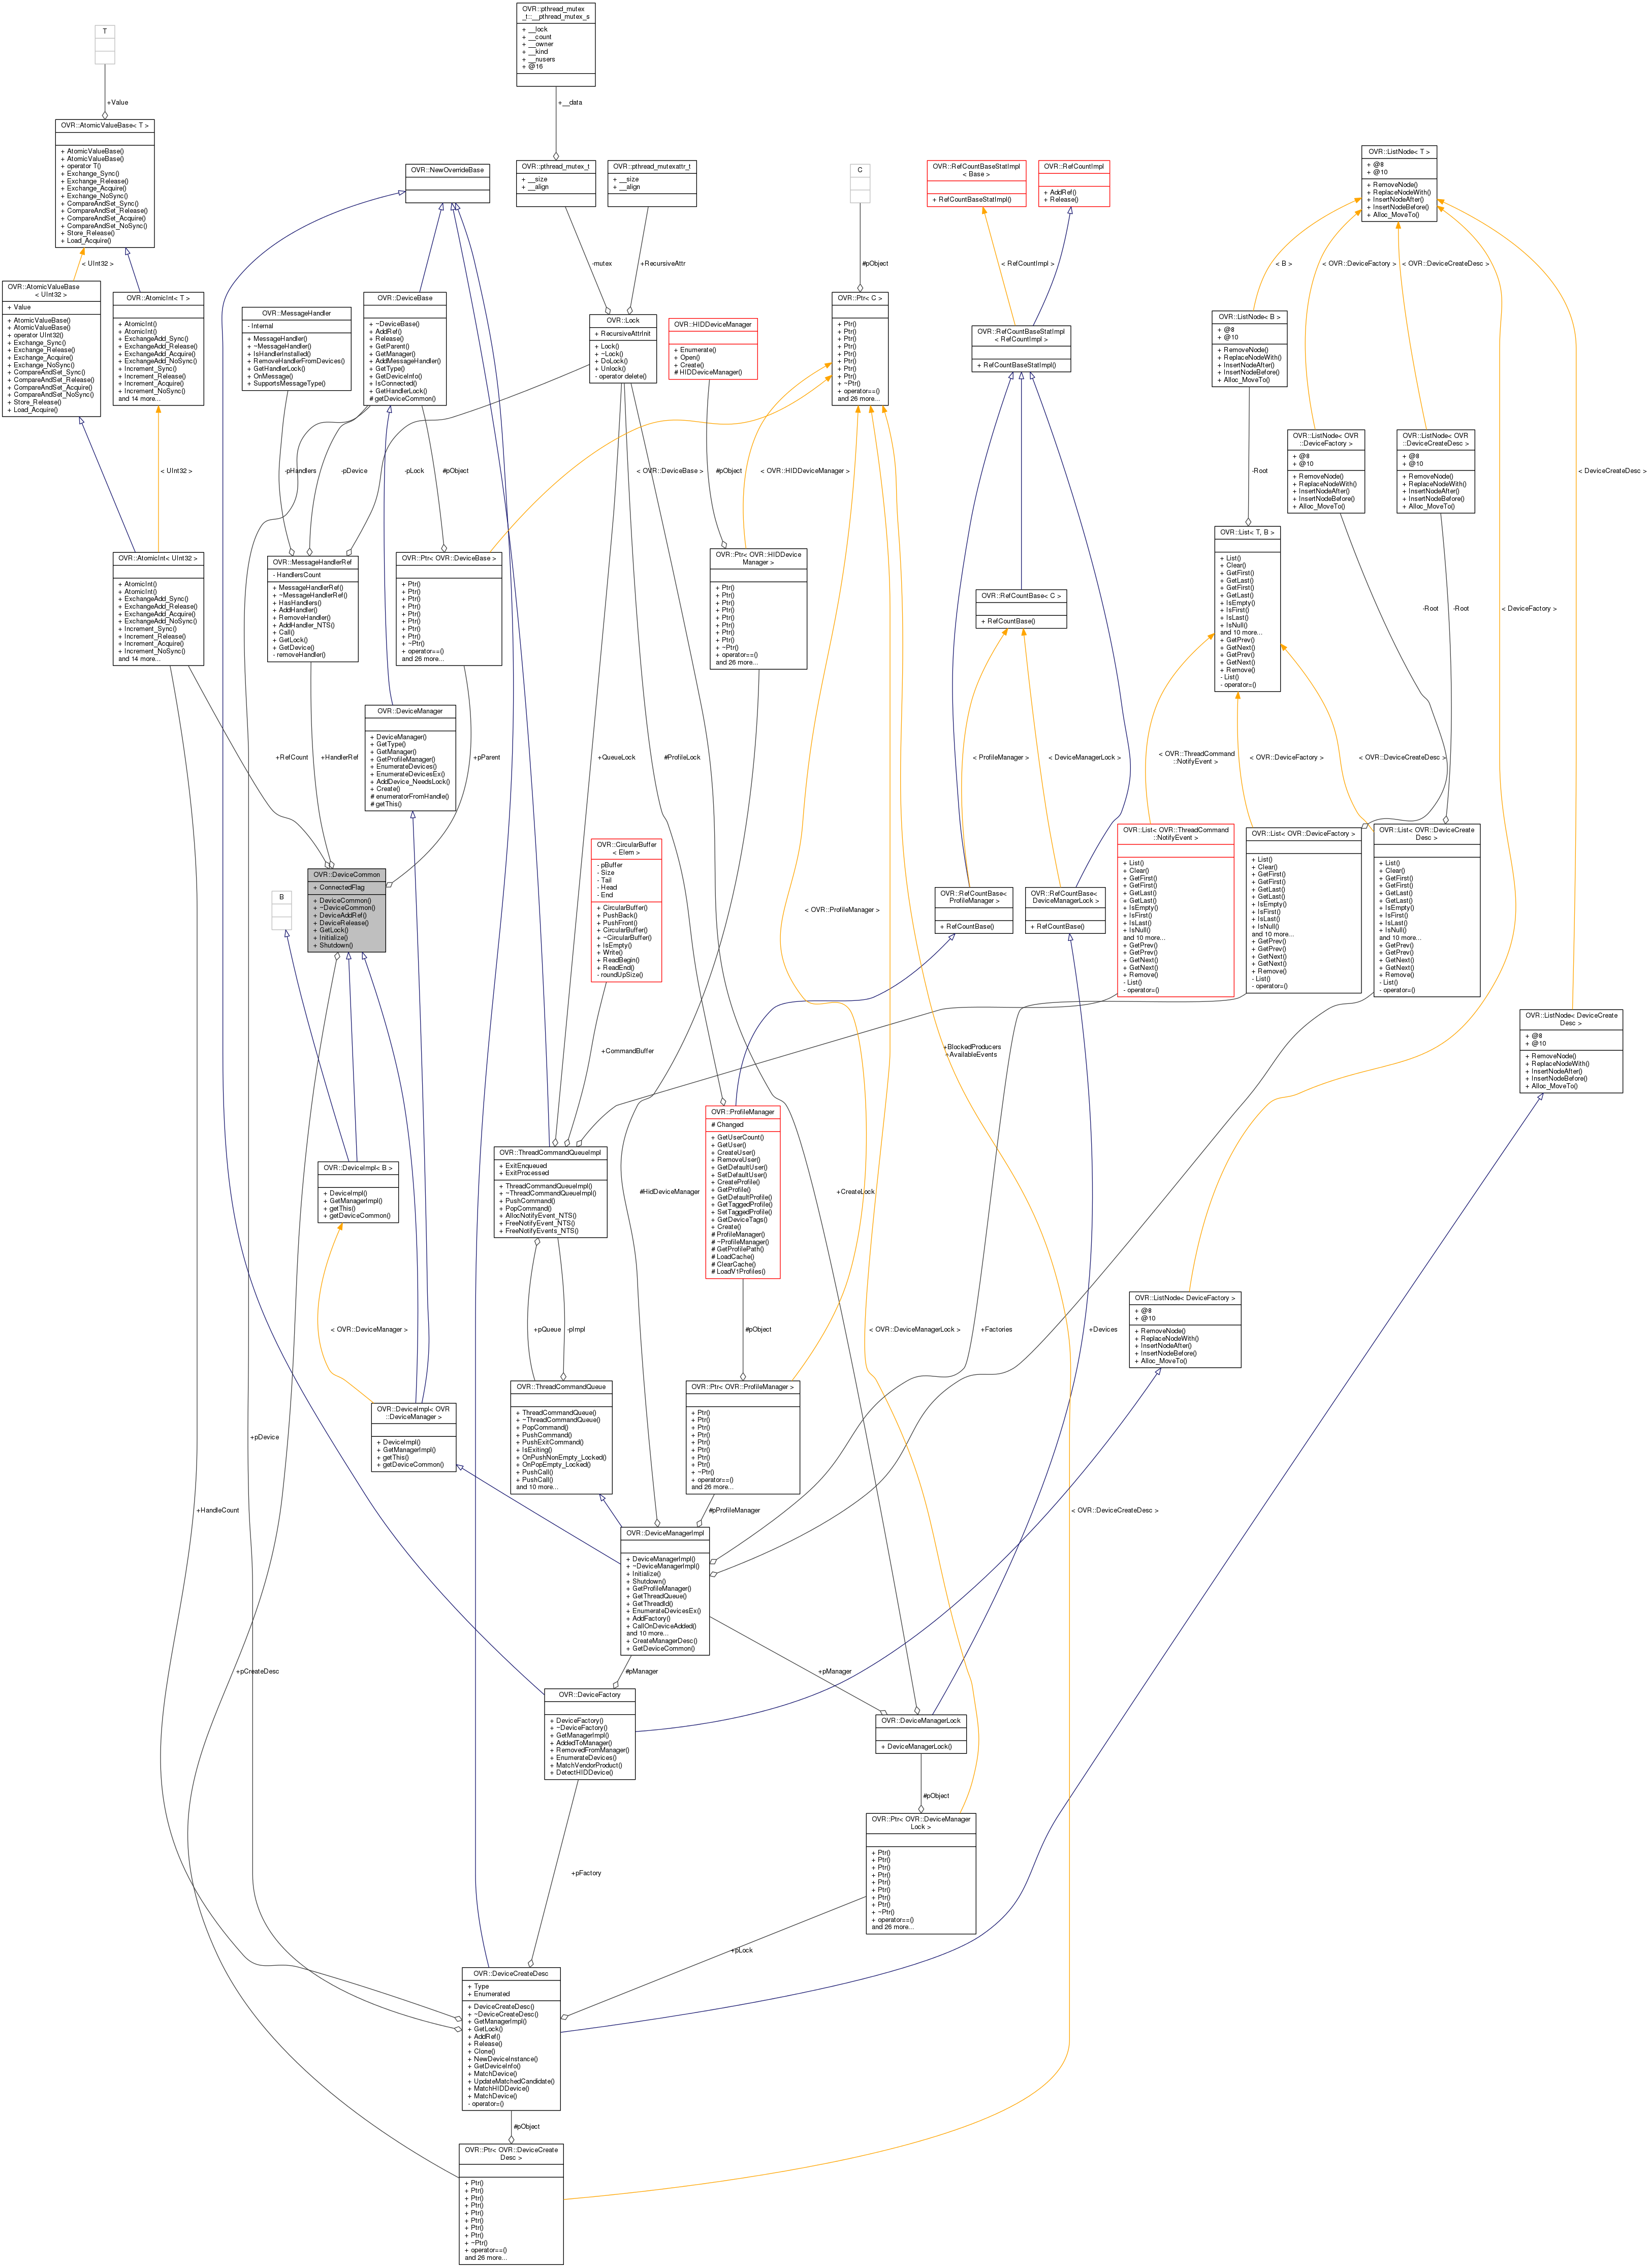 OVR::pthread_mutex
_t::__pthread_mutex_s
+ __lock
+ __count
+ __owner
+ __kind
+ __nusers
+ @16
T
+Value
+__data
OVR::AtomicValueBase< T >
+ AtomicValueBase()
+ AtomicValueBase()
+ operator T()
+ Exchange_Sync()
+ Exchange_Release()
+ Exchange_Acquire()
+ Exchange_NoSync()
+ CompareAndSet_Sync()
+ CompareAndSet_Release()
+ CompareAndSet_Acquire()
+ CompareAndSet_NoSync()
+ Store_Release()
+ Load_Acquire()
OVR::NewOverrideBase
OVR::pthread_mutex_t
+ __size
+ __align
OVR::pthread_mutexattr_t
+ __size
+ __align
C
OVR::RefCountBaseStatImpl
< Base >
+ RefCountBaseStatImpl()
OVR::RefCountImpl
+ AddRef()
+ Release()
OVR::ListNode< T >
+ @8
+ @10
+ RemoveNode()
+ ReplaceNodeWith()
+ InsertNodeAfter()
+ InsertNodeBefore()
+ Alloc_MoveTo()
< UInt32 >
-mutex
+RecursiveAttr
#pObject
< RefCountImpl >
< B >
< OVR::DeviceFactory >
< OVR::DeviceCreateDesc >
OVR::AtomicValueBase
< UInt32 >
+ Value
+ AtomicValueBase()
+ AtomicValueBase()
+ operator UInt32()
+ Exchange_Sync()
+ Exchange_Release()
+ Exchange_Acquire()
+ Exchange_NoSync()
+ CompareAndSet_Sync()
+ CompareAndSet_Release()
+ CompareAndSet_Acquire()
+ CompareAndSet_NoSync()
+ Store_Release()
+ Load_Acquire()
OVR::AtomicInt< T >
+ AtomicInt()
+ AtomicInt()
+ ExchangeAdd_Sync()
+ ExchangeAdd_Release()
+ ExchangeAdd_Acquire()
+ ExchangeAdd_NoSync()
+ Increment_Sync()
+ Increment_Release()
+ Increment_Acquire()
+ Increment_NoSync()
and 14 more...
OVR::MessageHandler
- Internal
+ MessageHandler()
+ ~MessageHandler()
+ IsHandlerInstalled()
+ RemoveHandlerFromDevices()
+ GetHandlerLock()
+ OnMessage()
+ SupportsMessageType()
OVR::DeviceBase
+ ~DeviceBase()
+ AddRef()
+ Release()
+ GetParent()
+ GetManager()
+ AddMessageHandler()
+ GetType()
+ GetDeviceInfo()
+ IsConnected()
+ GetHandlerLock()
# getDeviceCommon()
OVR::Lock
+ RecursiveAttrInit
+ Lock()
+ ~Lock()
+ DoLock()
+ Unlock()
- operator delete()
OVR::HIDDeviceManager
+ Enumerate()
+ Open()
+ Create()
# HIDDeviceManager()
OVR::Ptr< C >
+ Ptr()
+ Ptr()
+ Ptr()
+ Ptr()
+ Ptr()
+ Ptr()
+ Ptr()
+ Ptr()
+ ~Ptr()
+ operator==()
and 26 more...
OVR::RefCountBaseStatImpl
< RefCountImpl >
+ RefCountBaseStatImpl()
OVR::ListNode< B >
+ @8
+ @10
+ RemoveNode()
+ ReplaceNodeWith()
+ InsertNodeAfter()
+ InsertNodeBefore()
+ Alloc_MoveTo()
OVR::ListNode< OVR
::DeviceFactory >
+ @8
+ @10
+ RemoveNode()
+ ReplaceNodeWith()
+ InsertNodeAfter()
+ InsertNodeBefore()
+ Alloc_MoveTo()
OVR::ListNode< OVR
::DeviceCreateDesc >
+ @8
+ @10
+ RemoveNode()
+ ReplaceNodeWith()
+ InsertNodeAfter()
+ InsertNodeBefore()
+ Alloc_MoveTo()
< UInt32 >
-pHandlers
-pDevice
-pLock
#pObject
< OVR::DeviceBase >
#pObject
< OVR::HIDDeviceManager >
-Root
< DeviceCreateDesc >
OVR::AtomicInt< UInt32 >
+ AtomicInt()
+ AtomicInt()
+ ExchangeAdd_Sync()
+ ExchangeAdd_Release()
+ ExchangeAdd_Acquire()
+ ExchangeAdd_NoSync()
+ Increment_Sync()
+ Increment_Release()
+ Increment_Acquire()
+ Increment_NoSync()
and 14 more...
OVR::MessageHandlerRef
- HandlersCount
+ MessageHandlerRef()
+ ~MessageHandlerRef()
+ HasHandlers()
+ AddHandler()
+ RemoveHandler()
+ AddHandler_NTS()
+ Call()
+ GetLock()
+ GetDevice()
- removeHandler()
OVR::Ptr< OVR::DeviceBase >
+ Ptr()
+ Ptr()
+ Ptr()
+ Ptr()
+ Ptr()
+ Ptr()
+ Ptr()
+ Ptr()
+ ~Ptr()
+ operator==()
and 26 more...
OVR::Ptr< OVR::HIDDevice
Manager >
+ Ptr()
+ Ptr()
+ Ptr()
+ Ptr()
+ Ptr()
+ Ptr()
+ Ptr()
+ Ptr()
+ ~Ptr()
+ operator==()
and 26 more...
OVR::RefCountBase< C >
+ RefCountBase()
OVR::List< T, B >
+ List()
+ Clear()
+ GetFirst()
+ GetLast()
+ GetFirst()
+ GetLast()
+ IsEmpty()
+ IsFirst()
+ IsLast()
+ IsNull()
and 10 more...
+ GetPrev()
+ GetNext()
+ GetPrev()
+ GetNext()
+ Remove()
- List()
- operator=()
-Root
-Root
< DeviceFactory >
OVR::DeviceManager
+ DeviceManager()
+ GetType()
+ GetManager()
+ GetProfileManager()
+ EnumerateDevices()
+ EnumerateDevicesEx()
+ AddDevice_NeedsLock()
+ Create()
# enumeratorFromHandle()
# getThis()
+RefCount
+HandlerRef
+pParent
+QueueLock
#ProfileLock
< ProfileManager >
< DeviceManagerLock >
< OVR::ThreadCommand
::NotifyEvent >
< OVR::DeviceFactory >
< OVR::DeviceCreateDesc >
OVR::DeviceCommon
+ ConnectedFlag
+ DeviceCommon()
+ ~DeviceCommon()
+ DeviceAddRef()
+ DeviceRelease()
+ GetLock()
+ Initialize()
+ Shutdown()
B
OVR::CircularBuffer
< Elem >
- pBuffer
- Size
- Tail
- Head
- End
+ CircularBuffer()
+ PushBack()
+ PushFront()
+ CircularBuffer()
+ ~CircularBuffer()
+ IsEmpty()
+ Write()
+ ReadBegin()
+ ReadEnd()
- roundUpSize()
< OVR::ProfileManager >
OVR::RefCountBase<
ProfileManager >
+ RefCountBase()
OVR::RefCountBase<
DeviceManagerLock >
+ RefCountBase()
OVR::List< OVR::ThreadCommand
::NotifyEvent >
+ List()
+ Clear()
+ GetFirst()
+ GetFirst()
+ GetLast()
+ GetLast()
+ IsEmpty()
+ IsFirst()
+ IsLast()
+ IsNull()
and 10 more...
+ GetPrev()
+ GetPrev()
+ GetNext()
+ GetNext()
+ Remove()
- List()
- operator=()
OVR::List< OVR::DeviceFactory >
+ List()
+ Clear()
+ GetFirst()
+ GetFirst()
+ GetLast()
+ GetLast()
+ IsEmpty()
+ IsFirst()
+ IsLast()
+ IsNull()
and 10 more...
+ GetPrev()
+ GetPrev()
+ GetNext()
+ GetNext()
+ Remove()
- List()
- operator=()
OVR::List< OVR::DeviceCreate
Desc >
+ List()
+ Clear()
+ GetFirst()
+ GetFirst()
+ GetLast()
+ GetLast()
+ IsEmpty()
+ IsFirst()
+ IsLast()
+ IsNull()
and 10 more...
+ GetPrev()
+ GetPrev()
+ GetNext()
+ GetNext()
+ Remove()
- List()
- operator=()
OVR::ListNode< DeviceCreate
Desc >
+ @8
+ @10
+ RemoveNode()
+ ReplaceNodeWith()
+ InsertNodeAfter()
+ InsertNodeBefore()
+ Alloc_MoveTo()
+CommandBuffer
+BlockedProducers
+AvailableEvents
OVR::ThreadCommandQueueImpl
+ ExitEnqueued
+ ExitProcessed
+ ThreadCommandQueueImpl()
+ ~ThreadCommandQueueImpl()
+ PushCommand()
+ PopCommand()
+ AllocNotifyEvent_NTS()
+ FreeNotifyEvent_NTS()
+ FreeNotifyEvents_NTS()
OVR::ProfileManager
# Changed
+ GetUserCount()
+ GetUser()
+ CreateUser()
+ RemoveUser()
+ GetDefaultUser()
+ SetDefaultUser()
+ CreateProfile()
+ GetProfile()
+ GetDefaultProfile()
+ GetTaggedProfile()
+ SetTaggedProfile()
+ GetDeviceTags()
+ Create()
# ProfileManager()
# ~ProfileManager()
# GetProfilePath()
# LoadCache()
# ClearCache()
# LoadV1Profiles()
OVR::DeviceImpl< B >
+ DeviceImpl()
+ GetManagerImpl()
+ getThis()
+ getDeviceCommon()
#HidDeviceManager
+CreateLock
< OVR::DeviceManager >
+pQueue
-pImpl
#pObject
< OVR::DeviceManagerLock >
+Factories
+Devices
OVR::ListNode< DeviceFactory >
+ @8
+ @10
+ RemoveNode()
+ ReplaceNodeWith()
+ InsertNodeAfter()
+ InsertNodeBefore()
+ Alloc_MoveTo()
OVR::DeviceImpl< OVR
::DeviceManager >
+ DeviceImpl()
+ GetManagerImpl()
+ getThis()
+ getDeviceCommon()
OVR::ThreadCommandQueue
+ ThreadCommandQueue()
+ ~ThreadCommandQueue()
+ PopCommand()
+ PushCommand()
+ PushExitCommand()
+ IsExiting()
+ OnPushNonEmpty_Locked()
+ OnPopEmpty_Locked()
+ PushCall()
+ PushCall()
and 10 more...
OVR::Ptr< OVR::ProfileManager >
+ Ptr()
+ Ptr()
+ Ptr()
+ Ptr()
+ Ptr()
+ Ptr()
+ Ptr()
+ Ptr()
+ ~Ptr()
+ operator==()
and 26 more...
+pDevice
+HandleCount
#pProfileManager
< OVR::DeviceCreateDesc >
OVR::DeviceManagerImpl
+ DeviceManagerImpl()
+ ~DeviceManagerImpl()
+ Initialize()
+ Shutdown()
+ GetProfileManager()
+ GetThreadQueue()
+ GetThreadId()
+ EnumerateDevicesEx()
+ AddFactory()
+ CallOnDeviceAdded()
and 10 more...
+ CreateManagerDesc()
+ GetDeviceCommon()
+pCreateDesc
#pManager
+pManager
OVR::DeviceFactory
+ DeviceFactory()
+ ~DeviceFactory()
+ GetManagerImpl()
+ AddedToManager()
+ RemovedFromManager()
+ EnumerateDevices()
+ MatchVendorProduct()
+ DetectHIDDevice()
OVR::DeviceManagerLock
+ DeviceManagerLock()
#pObject
OVR::Ptr< OVR::DeviceManager
Lock >
+ Ptr()
+ Ptr()
+ Ptr()
+ Ptr()
+ Ptr()
+ Ptr()
+ Ptr()
+ Ptr()
+ ~Ptr()
+ operator==()
and 26 more...
+pFactory
+pLock
OVR::DeviceCreateDesc
+ Type
+ Enumerated
+ DeviceCreateDesc()
+ ~DeviceCreateDesc()
+ GetManagerImpl()
+ GetLock()
+ AddRef()
+ Release()
+ Clone()
+ NewDeviceInstance()
+ GetDeviceInfo()
+ MatchDevice()
+ UpdateMatchedCandidate()
+ MatchHIDDevice()
+ MatchDevice()
- operator=()
#pObject
OVR::Ptr< OVR::DeviceCreate
Desc >
+ Ptr()
+ Ptr()
+ Ptr()
+ Ptr()
+ Ptr()
+ Ptr()
+ Ptr()
+ Ptr()
+ ~Ptr()
+ operator==()
and 26 more...